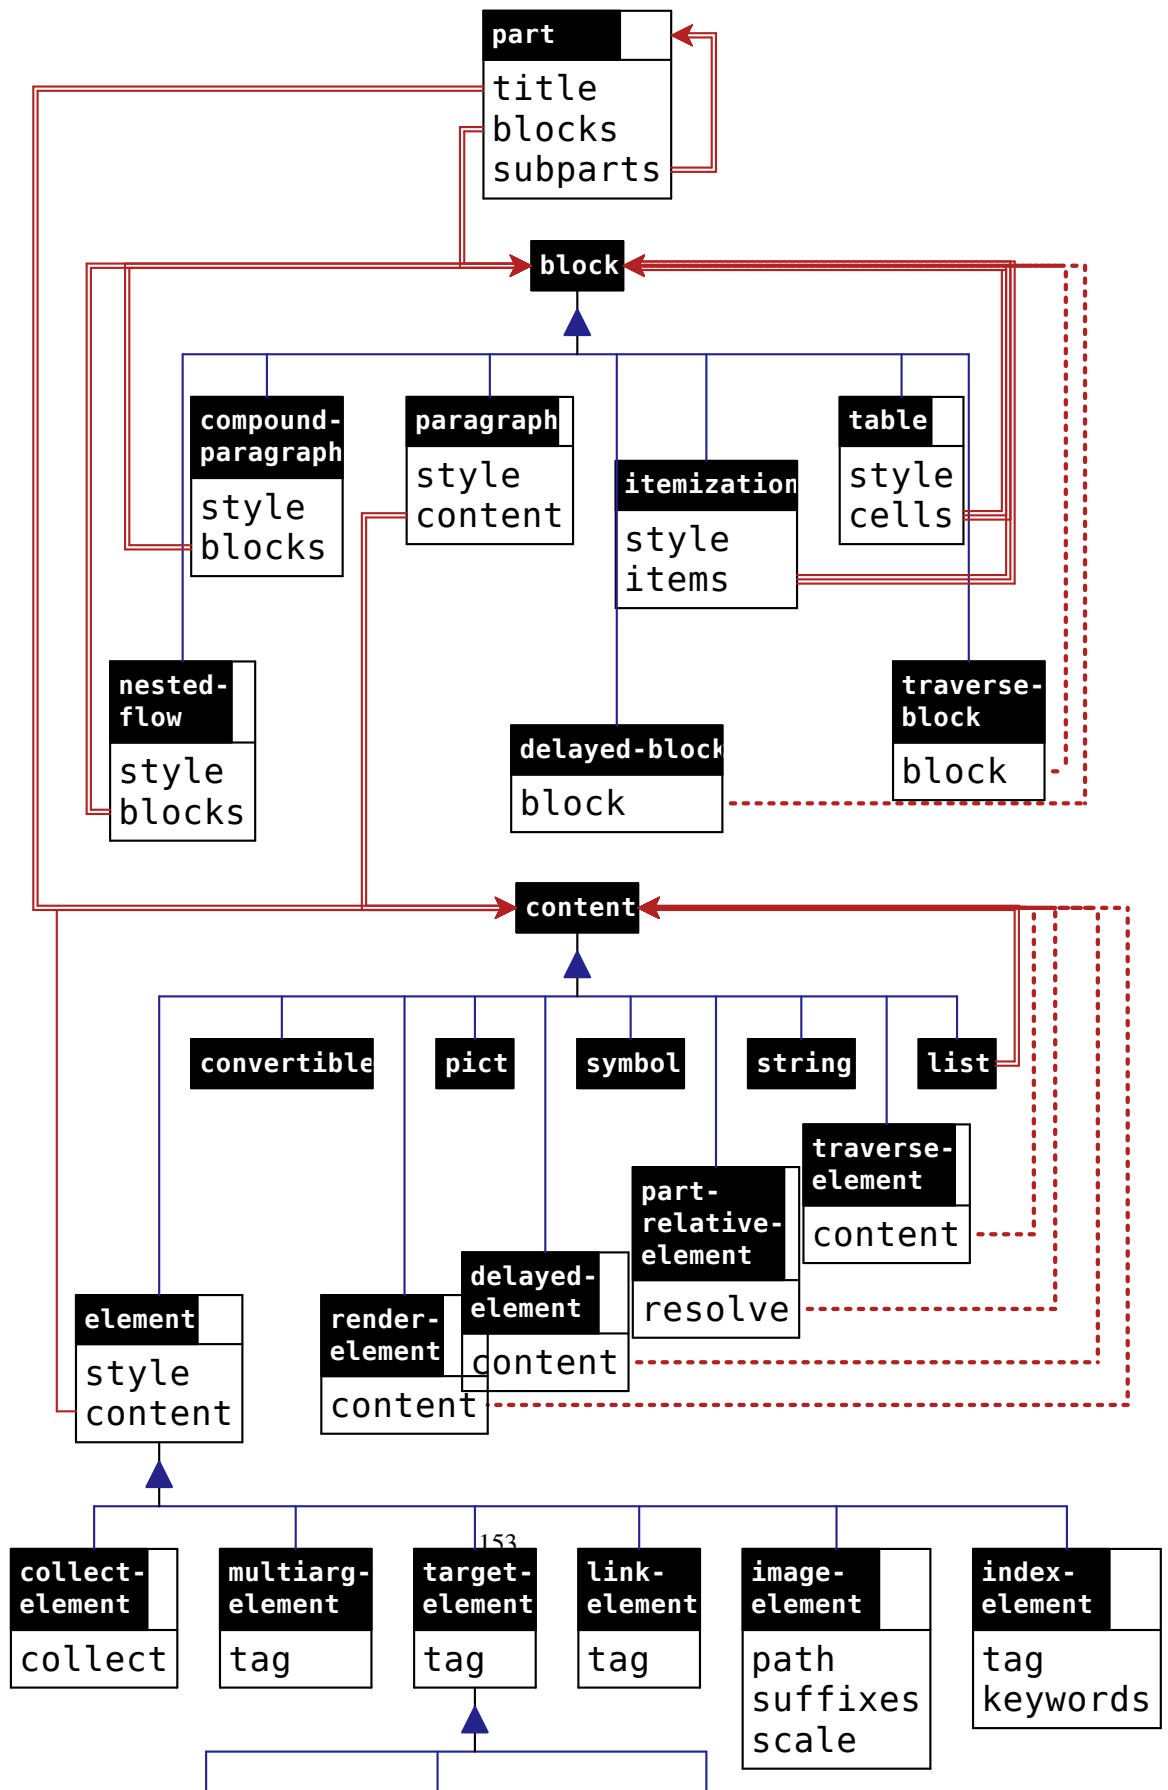 part
title
blocks
subparts
block
compound-
paragraph
style
blocks
paragraph
style
content
itemization
style
items
table
style
cells
nested-
flow
style
blocks
delayed-block
block
traverse-
block
block
content
convertible
pict
symbol
string
list
traverse-
element
content
part-
relative-
element
resolve
delayed-
element
content
render-
element
content
element
style
content
153
collect-
element
collect
multiarg-
element
tag
target-
element
tag
link-
element
tag
image-
element
path
suffixes
scale
index-
element
tag
keywords